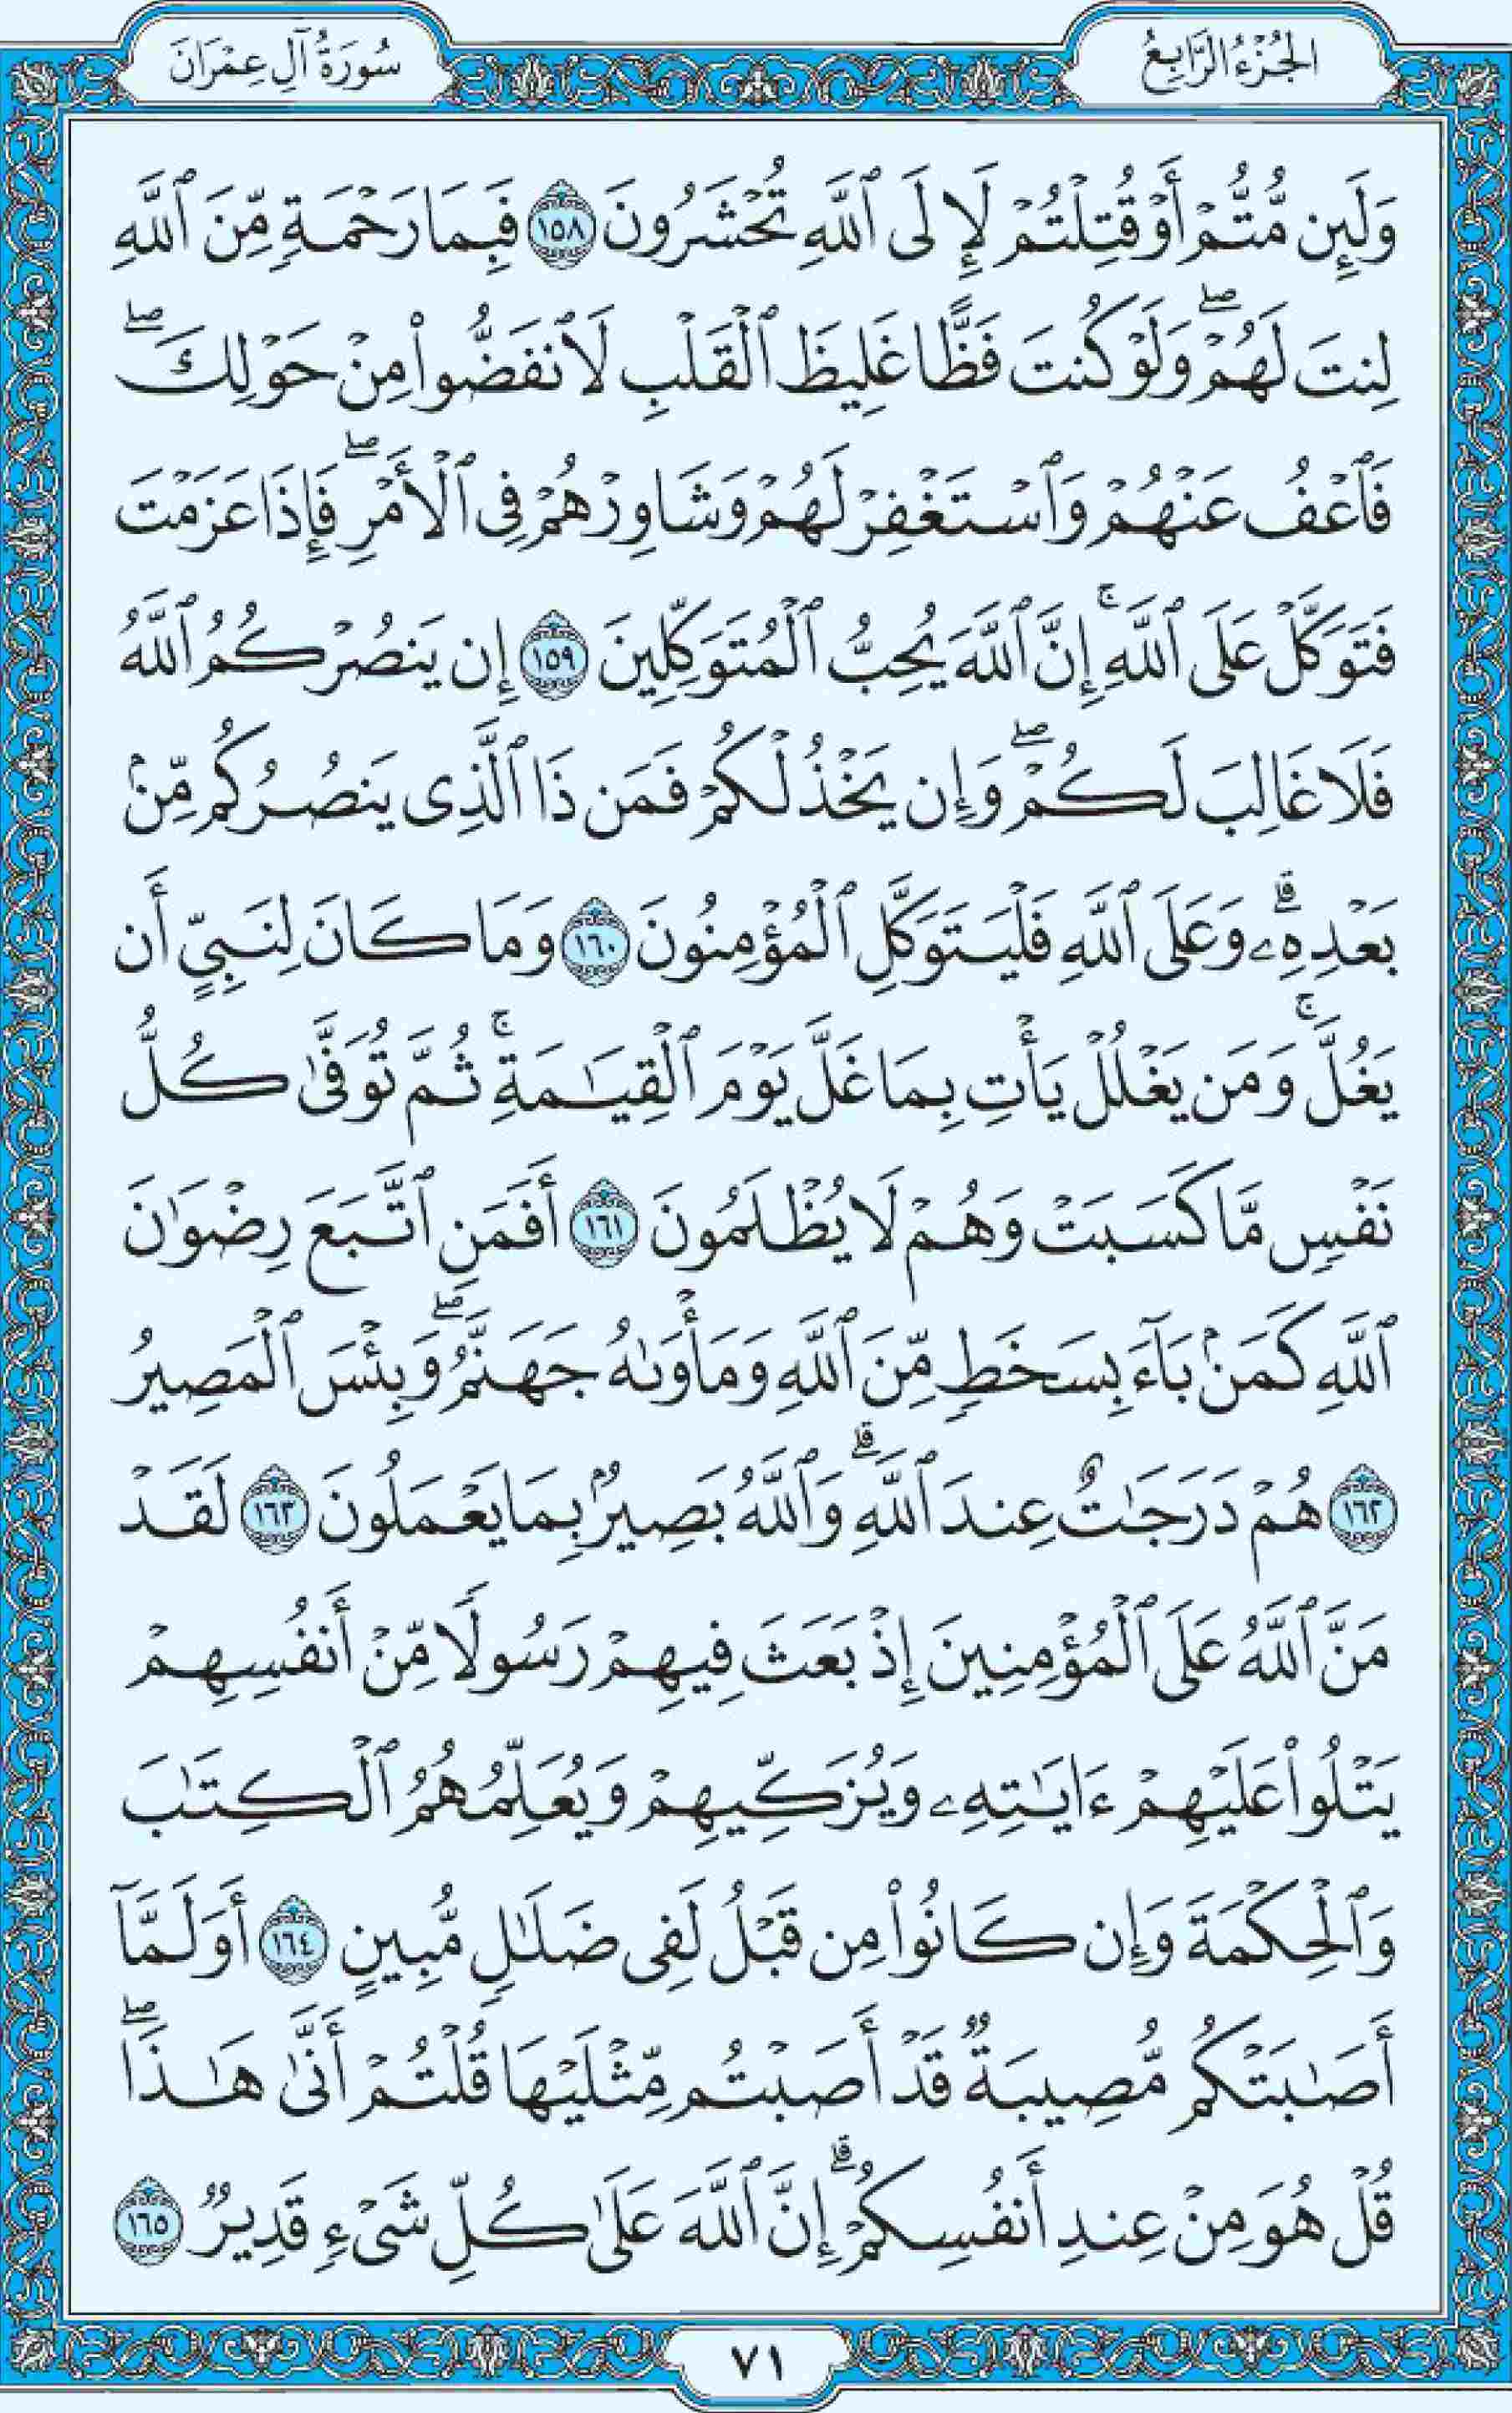 الجُزْءُ الرَّابِعُ
سُورَةُ آلِ عِمْرَانَ
وَلَئِن مُّتُّمْ أَوْ قُتِلْتُمْ لَإِلَى ٱللَّهِ تُحْشَرُونَ ١٥٨ فَبِمَا رَحْمَةٍ مِّنَ ٱللَّهِ
لِنتَ لَهُمْۖ وَلَوْ كُنتَ فَظًّا غَلِيظَ ٱلْقَلْبِ لَٱنفَضُّوا۟ مِنْ حَوْلِكَۖ
فَٱعْفُ عَنْهُمْ وَٱسْتَغْفِرْ لَهُمْ وَشَاوِرْهُمْ فِى ٱلْأَمْرِۖ فَإِذَا عَزَمْتَ
فَتَوَكَّلْ عَلَى ٱللَّهِۚ إِنَّ ٱللَّهَ يُحِبُّ ٱلْمُتَوَكِّلِينَ ١٥٩ إِن يَنصُرْكُمُ ٱللَّهُ
فَلَا غَالِبَ لَكُمْۖ وَإِن يَخْذُلْكُمْ فَمَن ذَا ٱلَّذِى يَنصُرُكُم مِّنۢ
بَعْدِهِۦۗ وَعَلَى ٱللَّهِ فَلْيَتَوَكَّلِ ٱلْمُؤْمِنُونَ ١٦٠ وَمَا كَانَ لِنَبِىٍّ أَن
يَغُلَّۚ وَمَن يَغْلُلْ يَأْتِ بِمَا غَلَّ يَوْمَ ٱلْقِيَـٰمَةِۚ ثُمَّ تُوَفَّىٰ كُلُّ
نَفْسٍ مَّا كَسَبَتْ وَهُمْ لَا يُظْلَمُونَ ١٦١ أَفَمَنِ ٱتَّبَعَ رِضْوَٰنَ
ٱللَّهِ كَمَنۢ بَآءَ بِسَخَطٍ مِّنَ ٱللَّهِ وَمَأْوَىٰهُ جَهَنَّمُۖ وَبِئْسَ ٱلْمَصِيرُ
١٦٢ هُمْ دَرَجَـٰتٌ عِندَ ٱللَّهِۗ وَٱللَّهُ بَصِيرٌۢ بِمَا يَعْمَلُونَ ١٦٣ لَقَدْ
مَنَّ ٱللَّهُ عَلَى ٱلْمُؤْمِنِينَ إِذْ بَعَثَ فِيهِمْ رَسُولًا مِّنْ أَنفُسِهِمْ
يَتْلُوا۟ عَلَيْهِمْ ءَايَـٰتِهِۦ وَيُزَكِّيهِمْ وَيُعَلِّمُهُمُ ٱلْكِتَـٰبَ
وَٱلْحِكْمَةَ وَإِن كَانُوا۟ مِن قَبْلُ لَفِى ضَلَـٰلٍ مُّبِينٍ ١٦٤ أَوَلَمَّآ
أَصَـٰبَتْكُم مُّصِيبَةٌ قَدْ أَصَبْتُم مِّثْلَيْهَا قُلْتُمْ أَنَّىٰ هَـٰذَاۖ
قُلْ هُوَ مِنْ عِندِ أَنفُسِكُمْۗ إِنَّ ٱللَّهَ عَلَىٰ كُلِّ شَىْءٍ قَدِيرٌ ١٦٥
٧١